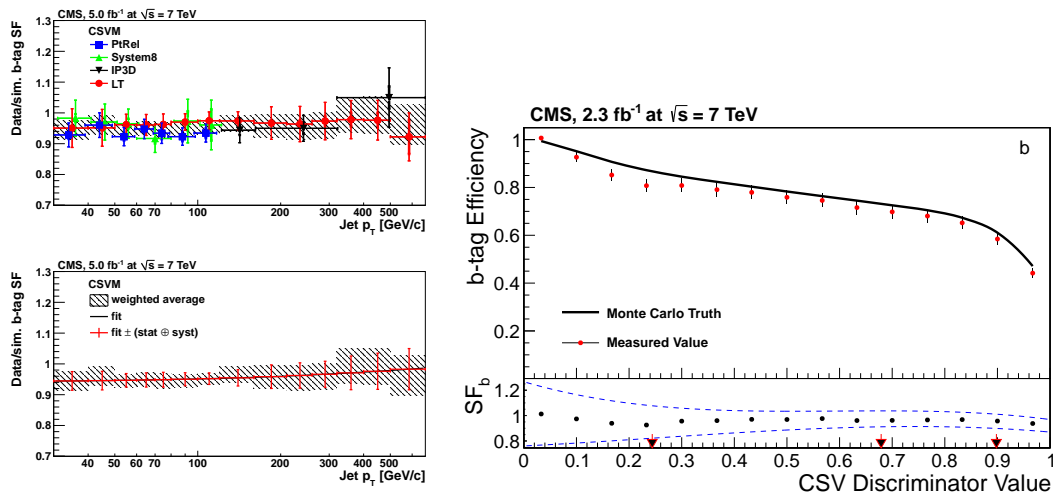 CMS, 5.0 fb⁻¹ at √s = 7 TeV
Data/sim. b-tag SF
1.3
1.2
1.1
1
0.9
0.8
0.7
CSVM
PtRel
System8
IP3D
LT
40 50 60 70 100 200 300 400 500
Jet p_T [GeV/c]
CMS, 5.0 fb⁻¹ at √s = 7 TeV
Data/sim. b-tag SF
1.3
1.2
1.1
1
0.9
0.8
0.7
CSVM
weighted average
fit
fit ± (stat ⊕ syst)
40 50 60 70 100 200 300 400 500
Jet p_T [GeV/c]
CMS, 2.3 fb⁻¹ at √s = 7 TeV
b-tag Efficiency
1
0.8
0.6
0.4
0.2
b
Monte Carlo Truth
Measured Value
SF_b
1.2
1
0.8
0 0.1 0.2 0.3 0.4 0.5 0.6 0.7 0.8 0.9 1
CSV Discriminator Value